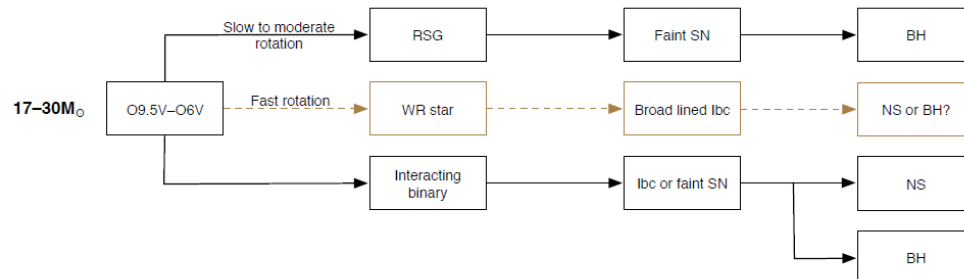 Slow to moderate
rotation
RSG
Faint SN
BH
17–30M⊙
O9.5V–O6V
Fast rotation
WR star
Broad lined Ibc
NS or BH?
Interacting
binary
Ibc or faint SN
NS
BH